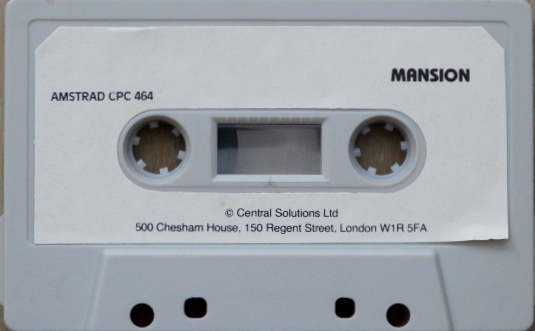 MANSION
AMSTRAD CPC 464
© Central Solutions Ltd
500 Chesham House, 150 Regent Street, London W1R 5FA